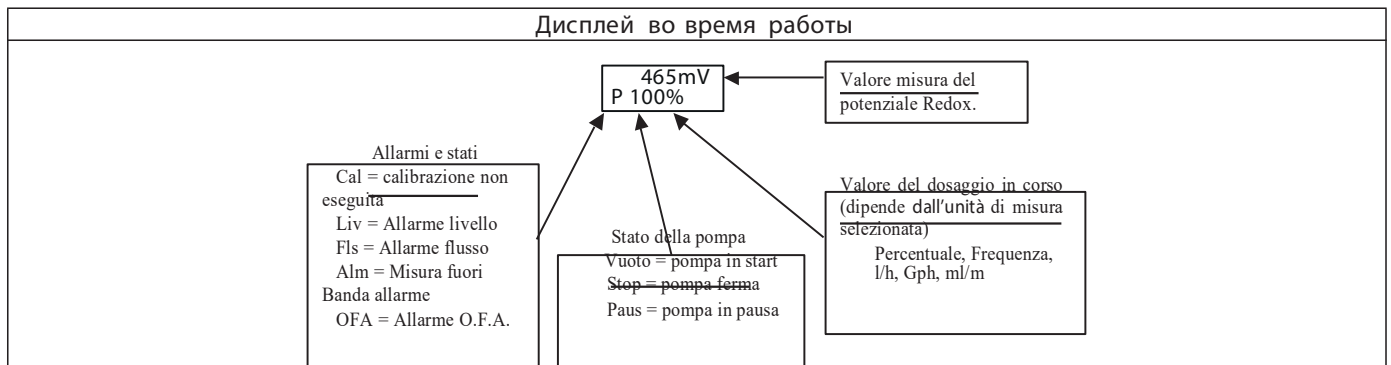 Дисплей во время работы
465mV
P 100%
Valore misura del
potenziale Redox.
Allarmi e stati
Cal = calibrazione non
eseguita
Liv = Allarme livello
Fls = Allarme flusso
Alm = Misura fuori
Banda allarme
OFA = Allarme O.F.A.
Stato della pompa
Vuoto = pompa in start
Stop = pompa ferma
Paus = pompa in pausa
Valore del dosaggio in corso
(dipende dall'unità di misura
selezionata)
Percentuale, Frequenza,
l/h, Gph, ml/m